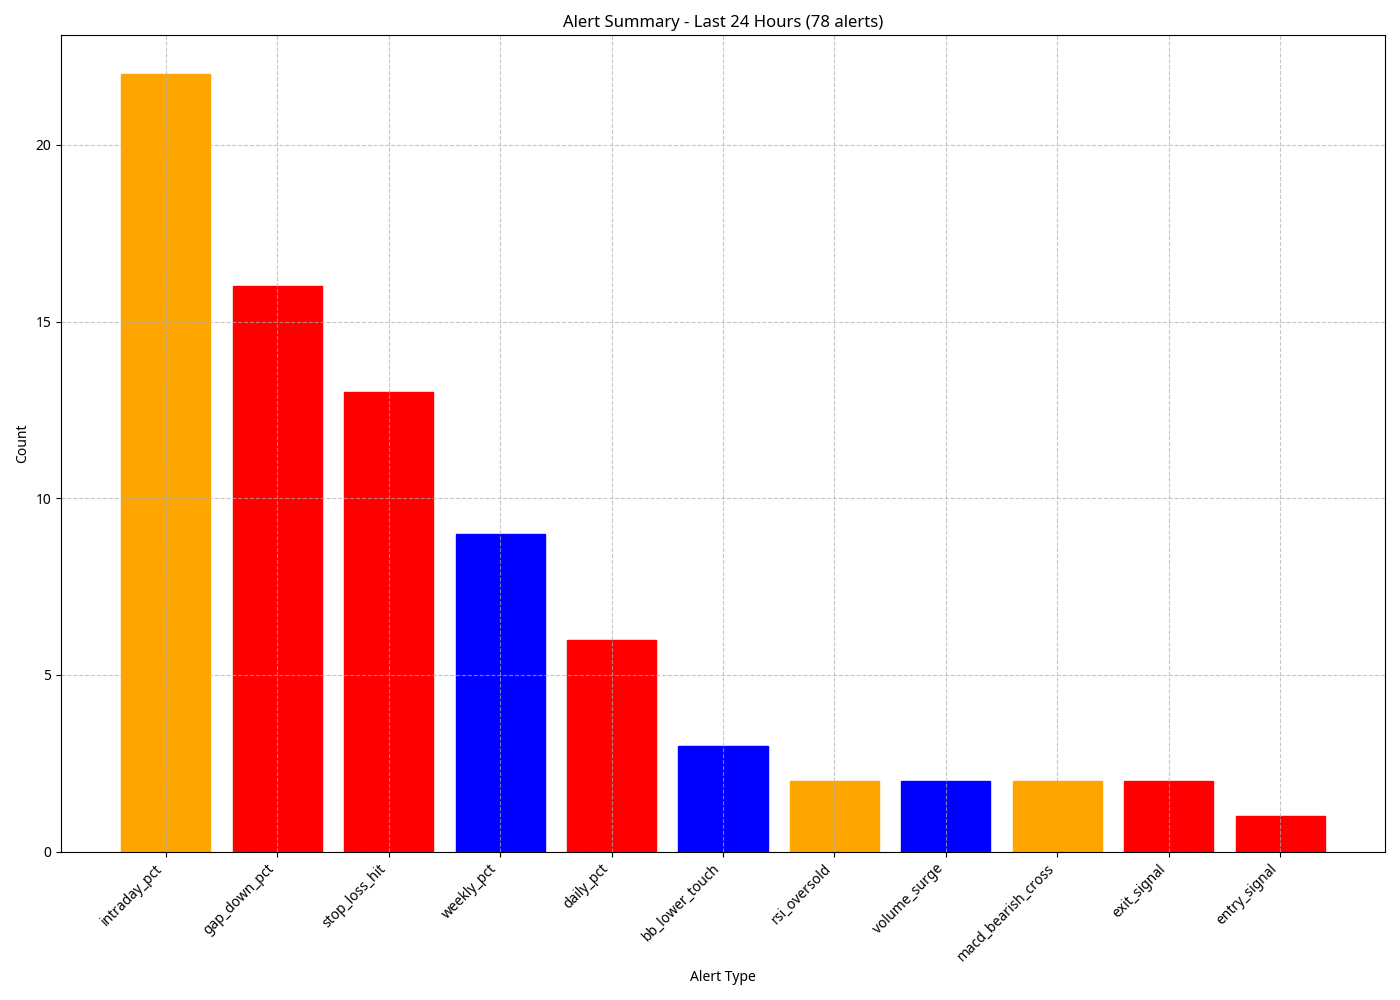 Alert Summary - Last 24 Hours (78 alerts)
20
15
10
5
0
Count
intraday_pct
gap_down_pct
stop_loss_hit
weekly_pct
daily_pct
bb_lower_touch
rsi_oversold
volume_surge
macd_bearish_cross
exit_signal
entry_signal
Alert Type